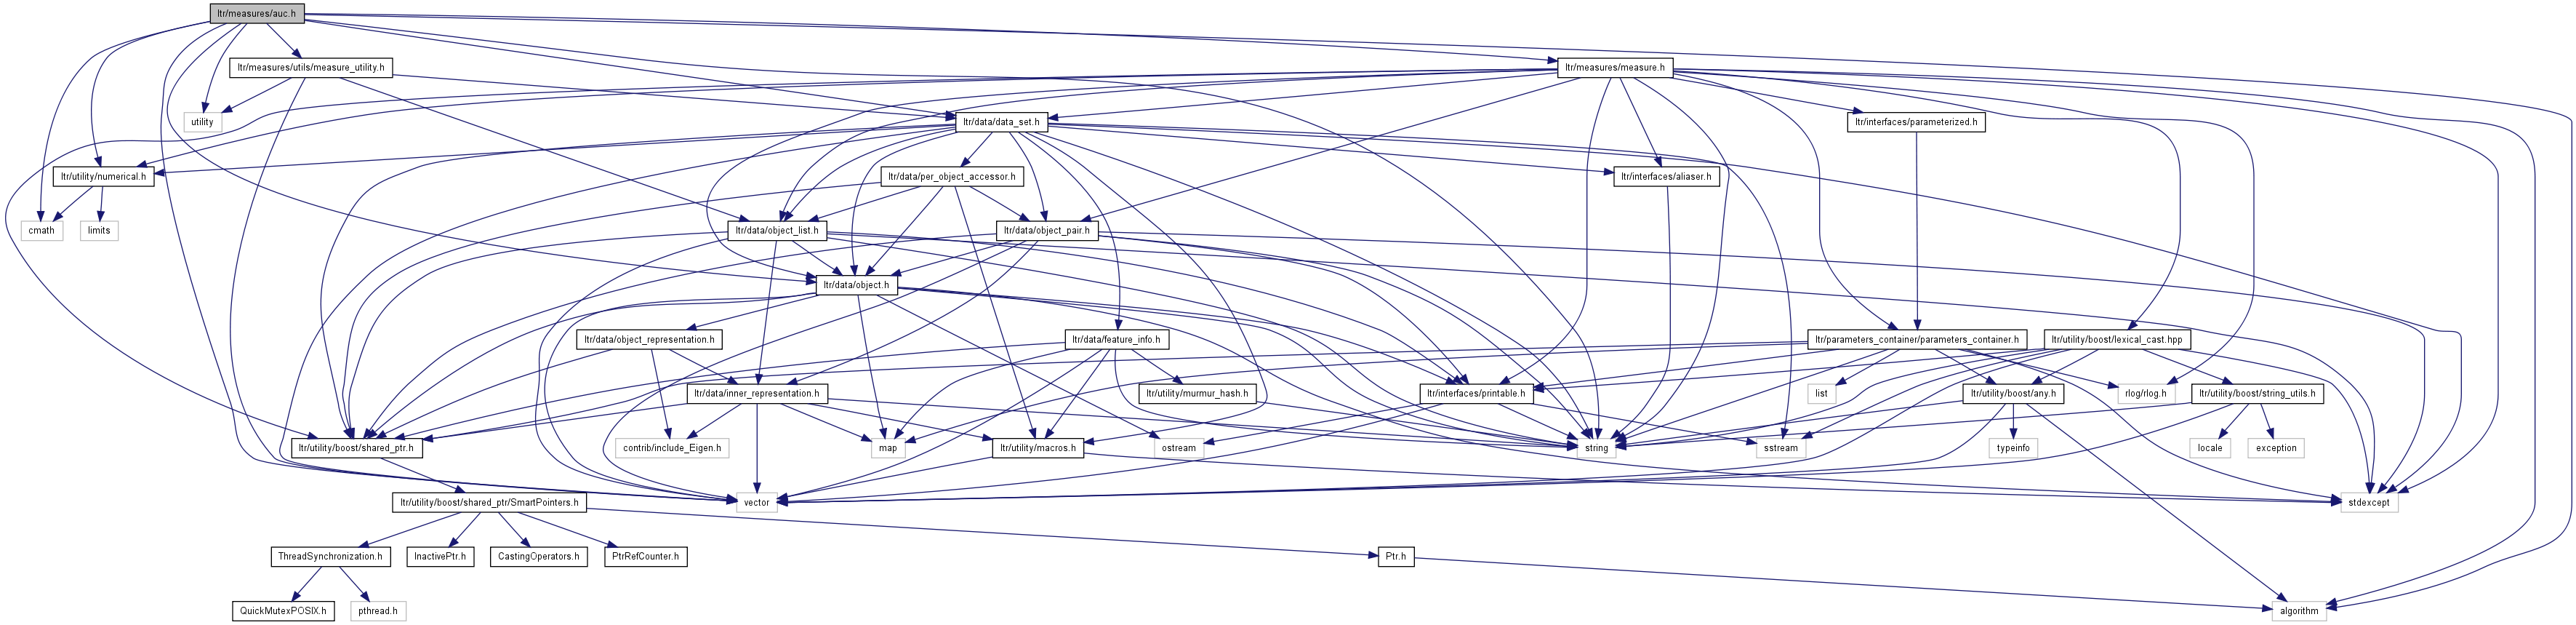 ltr/measures/auc.h
ltr/measures/utils/measure_utility.h
ltr/measures/measure.h
utility
ltr/data/data_set.h
ltr/interfaces/parameterized.h
ltr/utility/numerical.h
ltr/data/per_object_accessor.h
ltr/interfaces/aliaser.h
cmath
limits
ltr/data/object_list.h
ltr/data/object_pair.h
ltr/data/object.h
ltr/data/object_representation.h
ltr/data/feature_info.h
ltr/parameters_container/parameters_container.h
ltr/utility/boost/lexical_cast.hpp
ltr/data/inner_representation.h
ltr/utility/murmur_hash.h
ltr/interfaces/printable.h
list
ltr/utility/boost/any.h
rlog/rlog.h
ltr/utility/boost/string_utils.h
ltr/utility/boost/shared_ptr.h
contrib/include_Eigen.h
map
ltr/utility/macros.h
ostream
string
sstream
typeinfo
locale
exception
ltr/utility/boost/shared_ptr/SmartPointers.h
vector
stdexcept
ThreadSynchronization.h
InactivePtr.h
CastingOperators.h
PtrRefCounter.h
Ptr.h
QuickMutexPOSIX.h
pthread.h
algorithm